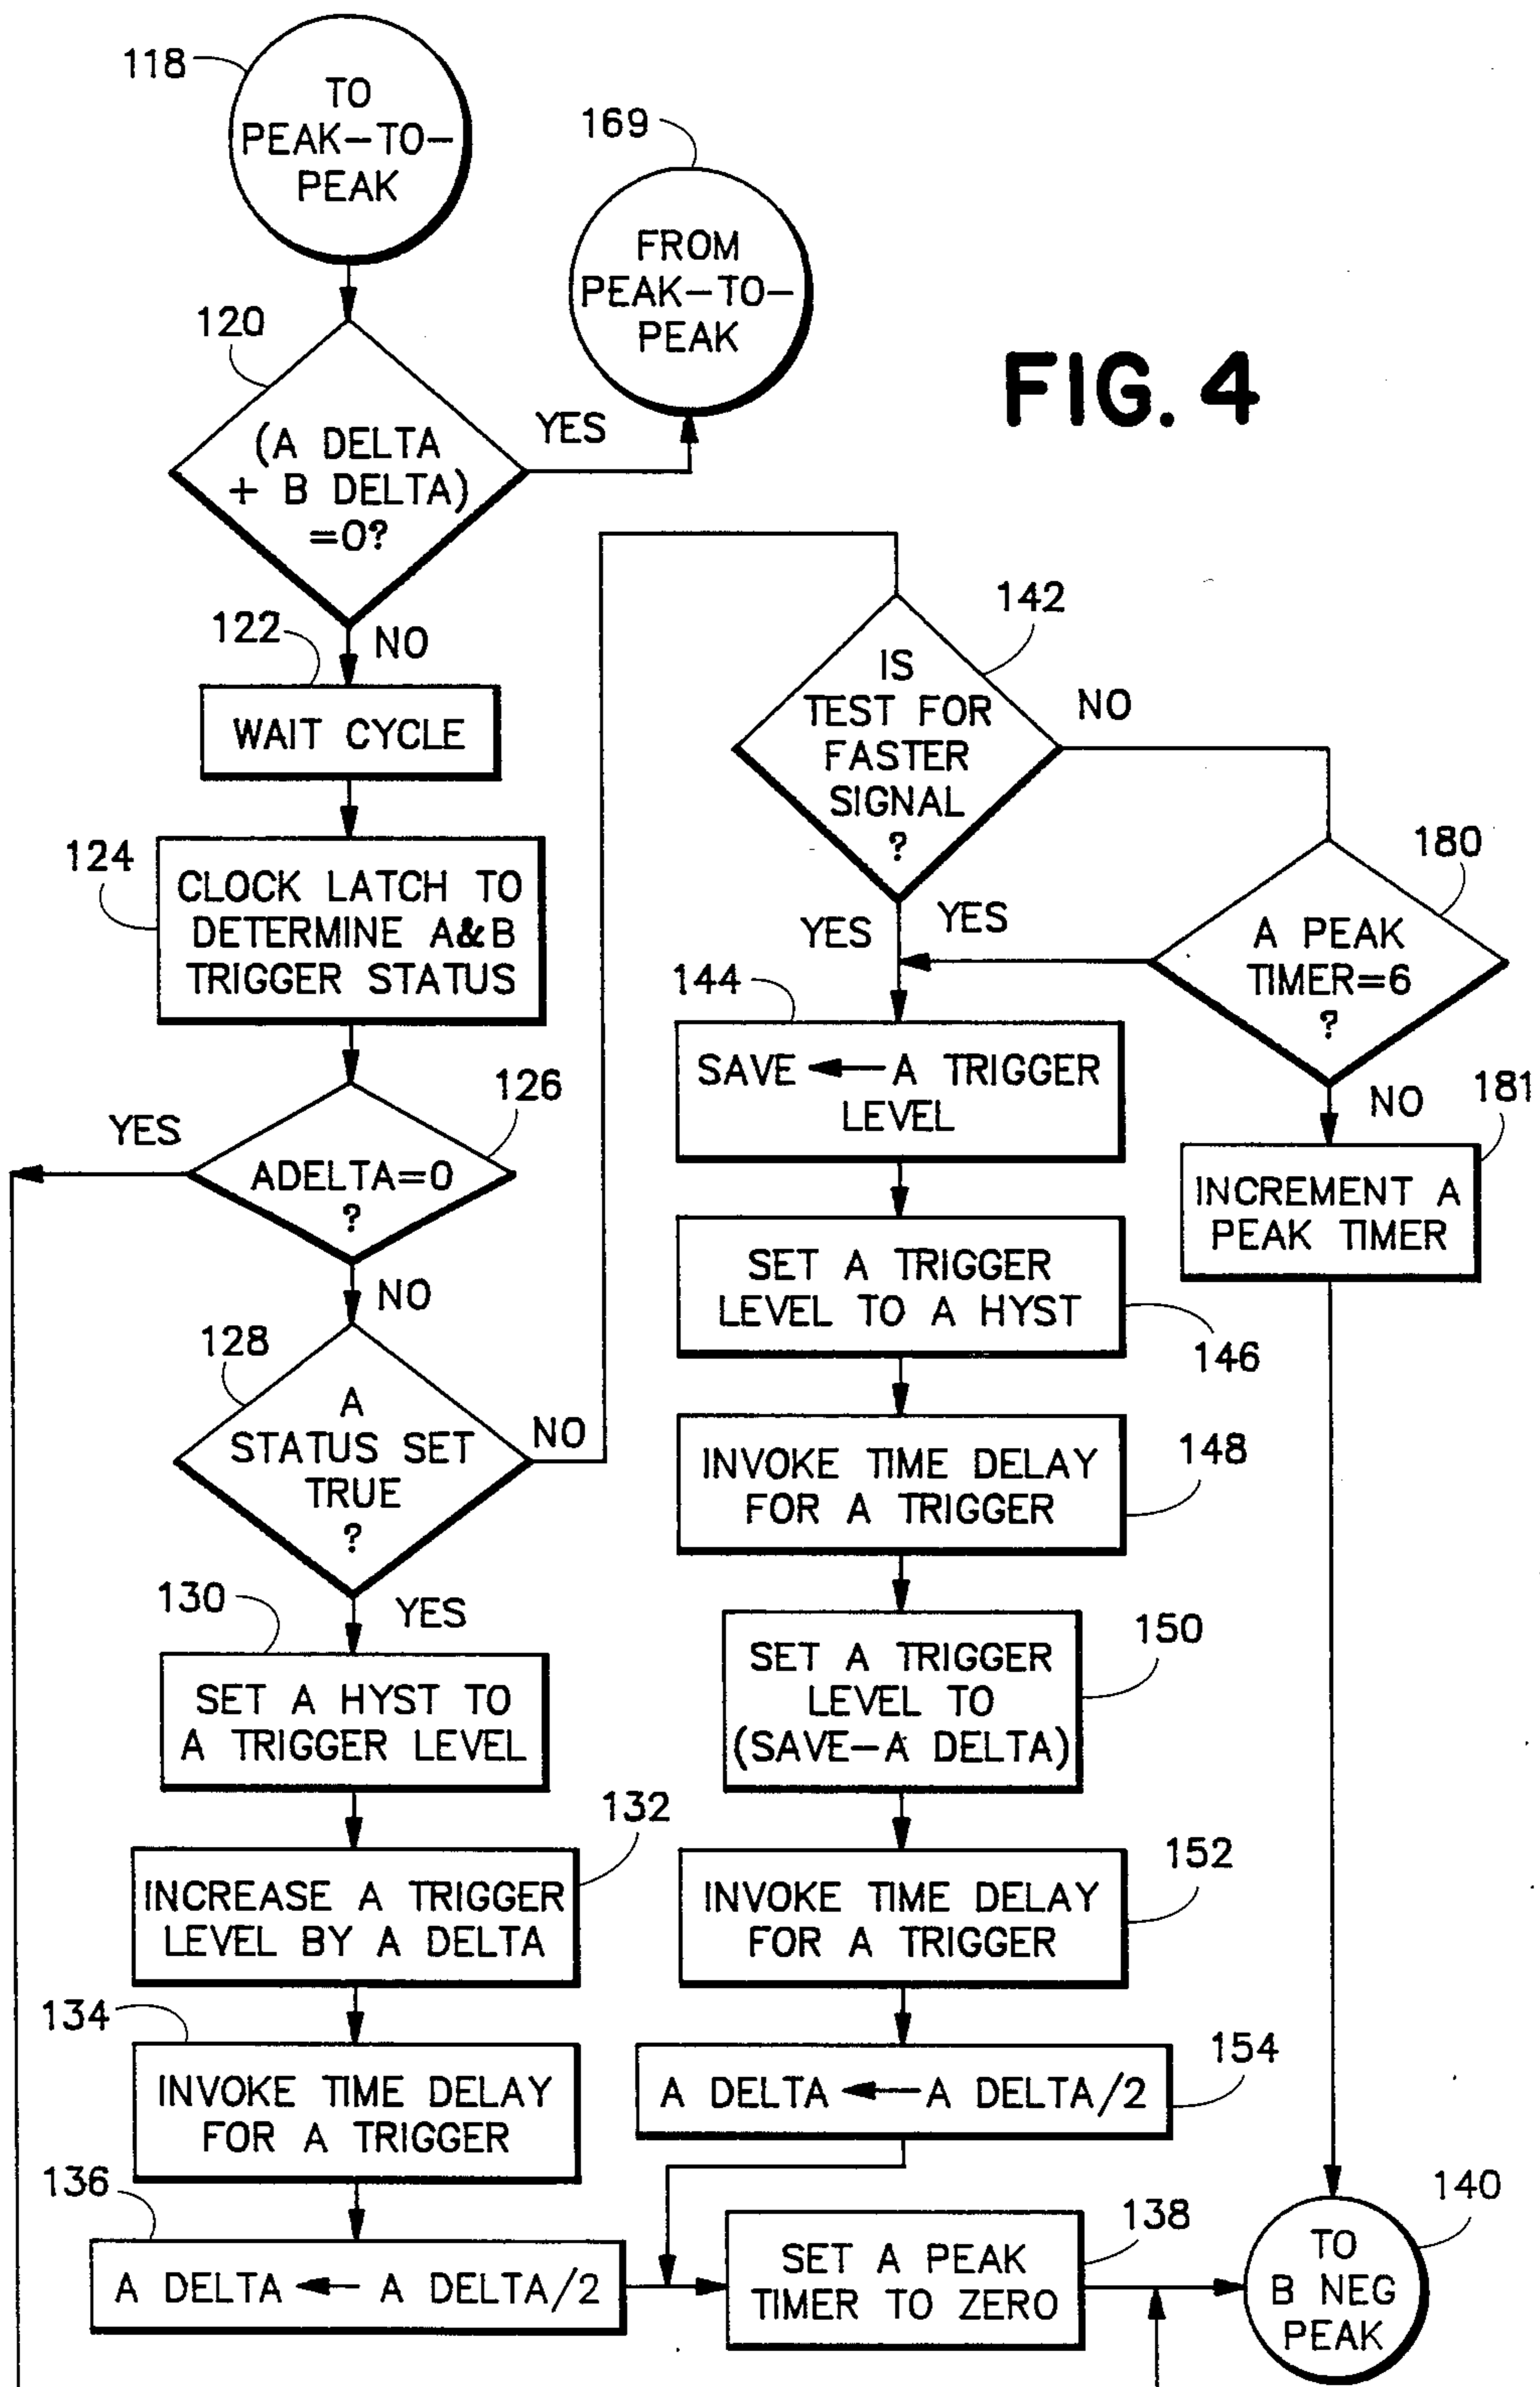 118
TO
PEAK-TO-
PEAK
169
FROM
PEAK-TO-
PEAK
FIG. 4
120
(A DELTA
+ B DELTA)
=0?
YES
NO
122
WAIT CYCLE
124
CLOCK LATCH TO
DETERMINE A&B
TRIGGER STATUS
126
YES
ADELTA=0
?
NO
128
A
STATUS SET
TRUE
?
NO
YES
130
SET A HYST TO
A TRIGGER LEVEL
132
INCREASE A TRIGGER
LEVEL BY A DELTA
134
INVOKE TIME DELAY
FOR A TRIGGER
136
A DELTA ← A DELTA/2
142
IS
TEST FOR
FASTER
SIGNAL
?
NO
YES
YES
180
A PEAK
TIMER=6
?
NO
181
INCREMENT A
PEAK TIMER
144
SAVE ← A TRIGGER
LEVEL
SET A TRIGGER
LEVEL TO A HYST
146
INVOKE TIME DELAY
FOR A TRIGGER
148
SET A TRIGGER
LEVEL TO
(SAVE-A DELTA)
150
INVOKE TIME DELAY
FOR A TRIGGER
152
A DELTA ← A DELTA/2
154
SET A PEAK
TIMER TO ZERO
138
140
TO
B NEG
PEAK